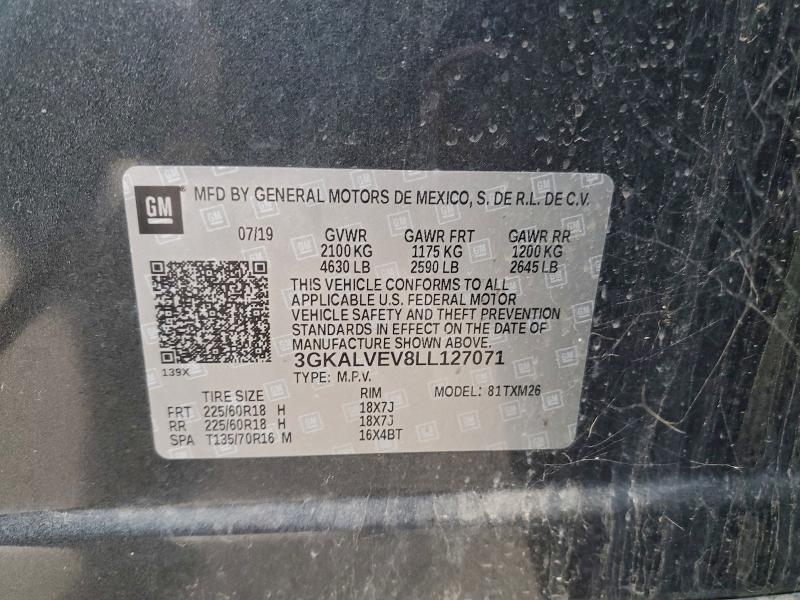 GM MFD BY GENERAL MOTORS DE MEXICO, S. DE R.L. DE C.V.
07/19 GVWR GAWR FRT GAWR RR
2100 KG 1175 KG 1200 KG
4630 LB 2590 LB 2645 LB
THIS VEHICLE CONFORMS TO ALL
APPLICABLE U.S. FEDERAL MOTOR
VEHICLE SAFETY AND THEFT PREVENTION
STANDARDS IN EFFECT ON THE DATE OF
MANUFACTURE SHOWN ABOVE.
3GKALVEV8LL127071
139X
TYPE: M.P.V.
TIRE SIZE RIM MODEL: 81TXM26
FRT 225/60R18 H 18X7J
RR 225/60R18 H 18X7J
SPA T135/70R16 M 16X4BT